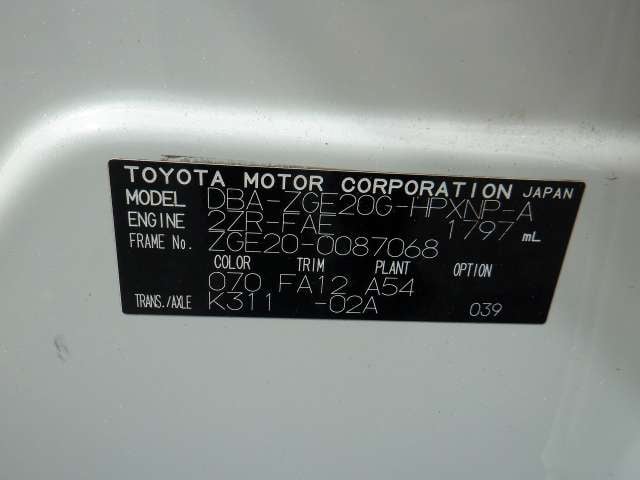 TOYOTA MOTOR CORPORATION JAPAN
MODEL DBA-ZGE20G-HPXNP-A
ENGINE 2ZR-FAE 1797 mL
FRAME No. ZGE20-0087068
COLOR TRIM PLANT OPTION
070 FA12 A54
TRANS./AXLE K311 -02A 039